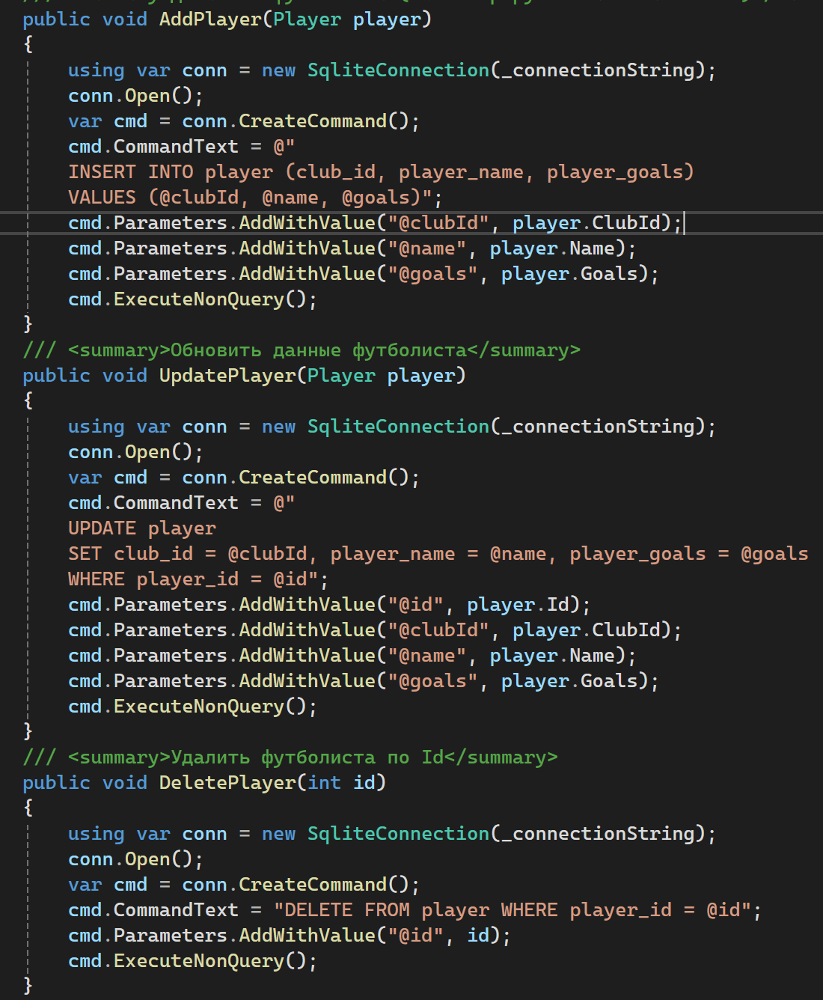 public void AddPlayer(Player player)
{
using var conn = new SqliteConnection(_connectionString);
conn.Open();
var cmd = conn.CreateCommand();
cmd.CommandText = @"
INSERT INTO player (club_id, player_name, player_goals)
VALUES (@clubId, @name, @goals)";
cmd.Parameters.AddWithValue("@clubId", player.ClubId);
cmd.Parameters.AddWithValue("@name", player.Name);
cmd.Parameters.AddWithValue("@goals", player.Goals);
cmd.ExecuteNonQuery();
}
/// <summary>Обновить данные футболиста</summary>
public void UpdatePlayer(Player player)
{
using var conn = new SqliteConnection(_connectionString);
conn.Open();
var cmd = conn.CreateCommand();
cmd.CommandText = @"
UPDATE player
SET club_id = @clubId, player_name = @name, player_goals = @goals
WHERE player_id = @id";
cmd.Parameters.AddWithValue("@id", player.Id);
cmd.Parameters.AddWithValue("@clubId", player.ClubId);
cmd.Parameters.AddWithValue("@name", player.Name);
cmd.Parameters.AddWithValue("@goals", player.Goals);
cmd.ExecuteNonQuery();
}
/// <summary>Удалить футболиста по Id</summary>
public void DeletePlayer(int id)
{
using var conn = new SqliteConnection(_connectionString);
conn.Open();
var cmd = conn.CreateCommand();
cmd.CommandText = "DELETE FROM player WHERE player_id = @id";
cmd.Parameters.AddWithValue("@id", id);
cmd.ExecuteNonQuery();
}